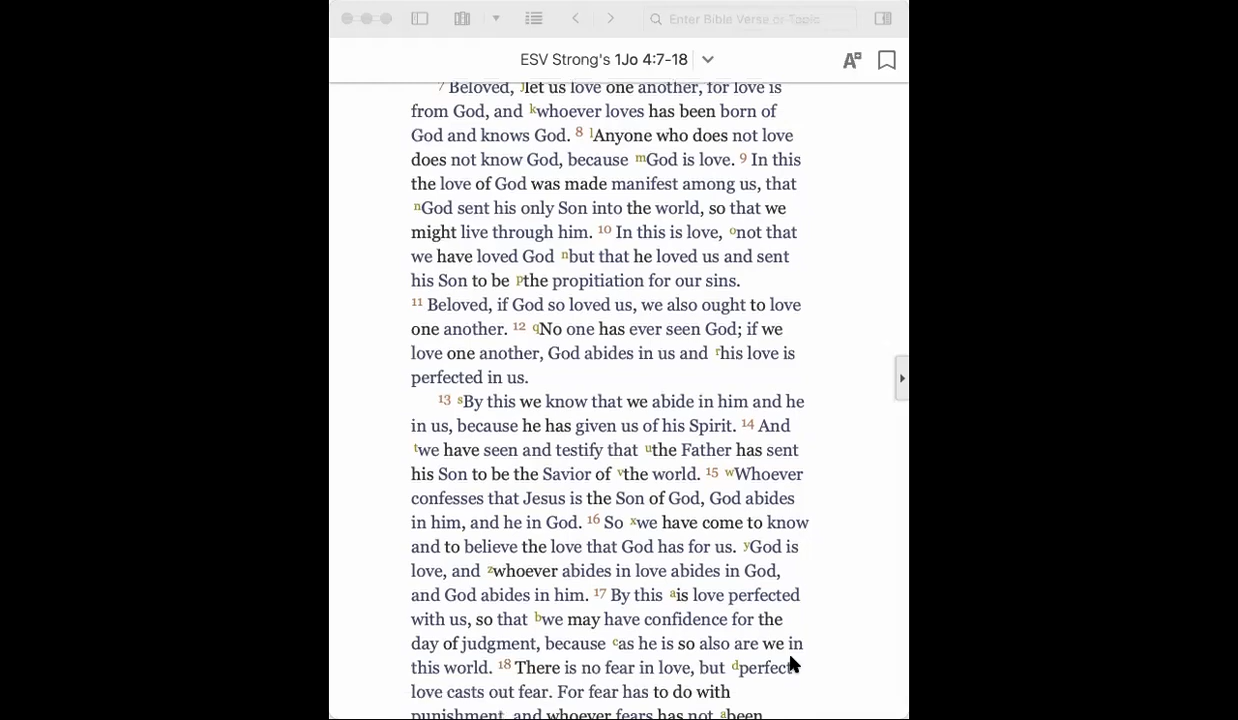 Enter Bible Verse or Topic
ESV Strong's 1Jo 4:7-18
A
7 Beloved, jlet us love one another, for love is
from God, and kwhoever loves has been born of
God and knows God. 8 lAnyone who does not love
does not know God, because mGod is love. 9 In this
the love of God was made manifest among us, that
nGod sent his only Son into the world, so that we
might live through him. 10 In this is love, onot that
we have loved God nbut that he loved us and sent
his Son to be pthe propitiation for our sins.
11 Beloved, if God so loved us, we also ought to love
one another. 12 qNo one has ever seen God; if we
love one another, God abides in us and rhis love is
perfected in us.
13 sBy this we know that we abide in him and he
in us, because he has given us of his Spirit. 14 And
twe have seen and testify that uthe Father has sent
his Son to be the Savior of vthe world. 15 wWhoever
confesses that Jesus is the Son of God, God abides
in him, and he in God. 16 So xwe have come to know
and to believe the love that God has for us. yGod is
love, and zwhoever abides in love abides in God,
and God abides in him. 17 By this ais love perfected
with us, so that bwe may have confidence for the
day of judgment, because cas he is so also are we in
this world. 18 There is no fear in love, but dperfect
love casts out fear. For fear has to do with
punishment, and whoever fears has not abeen